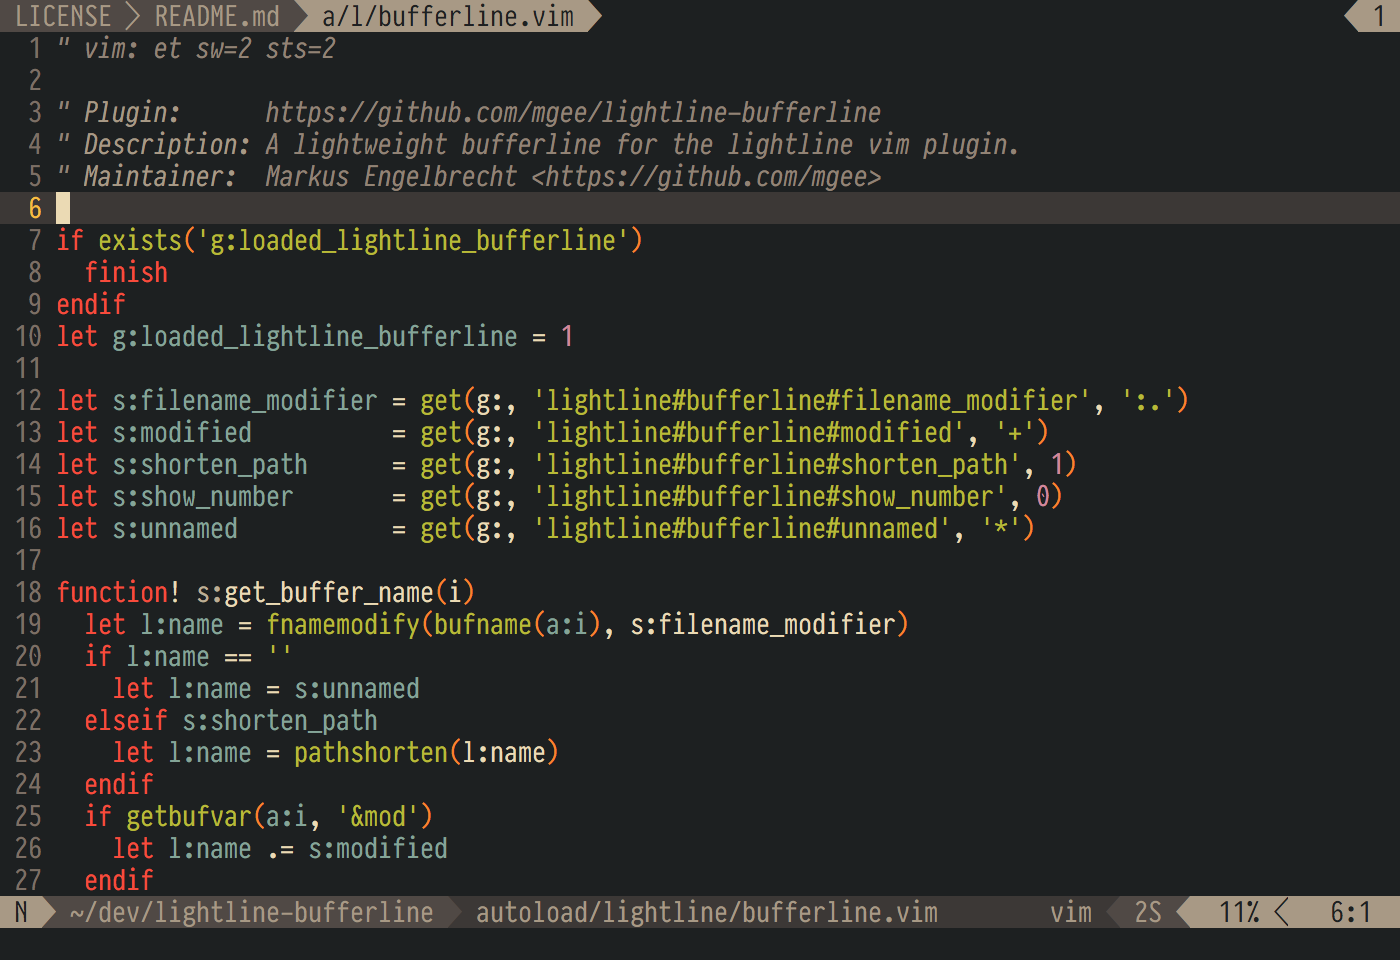 LICENSE README.md a/l/bufferline.vim 1
1 " vim: et sw=2 sts=2
2
3 " Plugin:      https://github.com/mgee/lightline-bufferline
4 " Description: A lightweight bufferline for the lightline vim plugin.
5 " Maintainer:  Markus Engelbrecht <https://github.com/mgee>
6
7 if exists('g:loaded_lightline_bufferline')
8   finish
9 endif
10 let g:loaded_lightline_bufferline = 1
11
12 let s:filename_modifier = get(g:, 'lightline#bufferline#filename_modifier', ':.')
13 let s:modified          = get(g:, 'lightline#bufferline#modified', '+')
14 let s:shorten_path      = get(g:, 'lightline#bufferline#shorten_path', 1)
15 let s:show_number       = get(g:, 'lightline#bufferline#show_number', 0)
16 let s:unnamed           = get(g:, 'lightline#bufferline#unnamed', '*')
17
18 function! s:get_buffer_name(i)
19   let l:name = fnamemodify(bufname(a:i), s:filename_modifier)
20   if l:name == ''
21     let l:name = s:unnamed
22   elseif s:shorten_path
23     let l:name = pathshorten(l:name)
24   endif
25   if getbufvar(a:i, '&mod')
26     let l:name .= s:modified
27   endif
N ~/dev/lightline-bufferline autoload/lightline/bufferline.vim vim 2S 11% 6:1